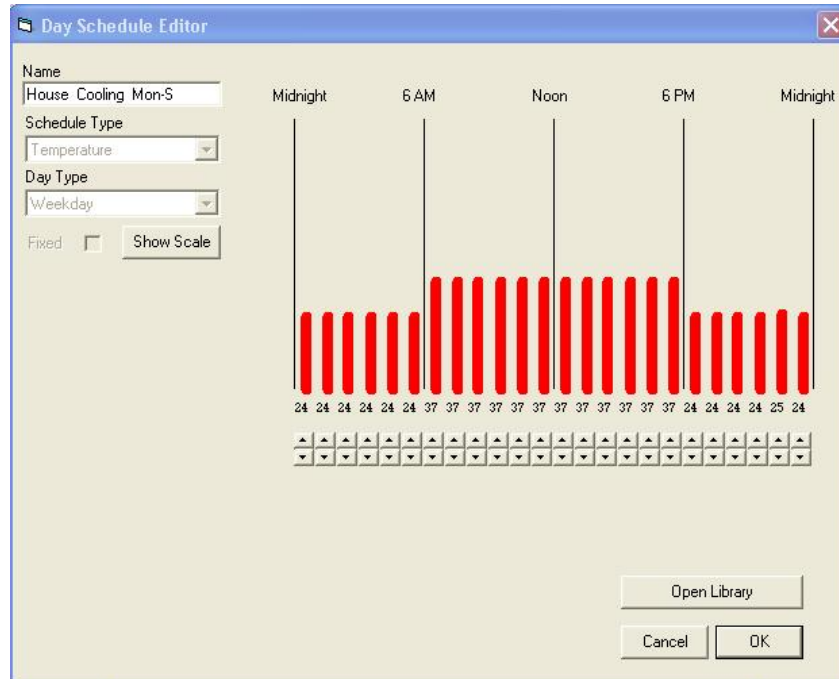 Day Schedule Editor
Name
House Cooling Mon-S
Schedule Type
Temperature
Day Type
Weekday
Fixed
Show Scale
Midnight 6 AM Noon 6 PM Midnight
24 24 24 24 24 24 37 37 37 37 37 37 37 37 37 37 37 37 24 24 24 24 25 24
Open Library
Cancel OK